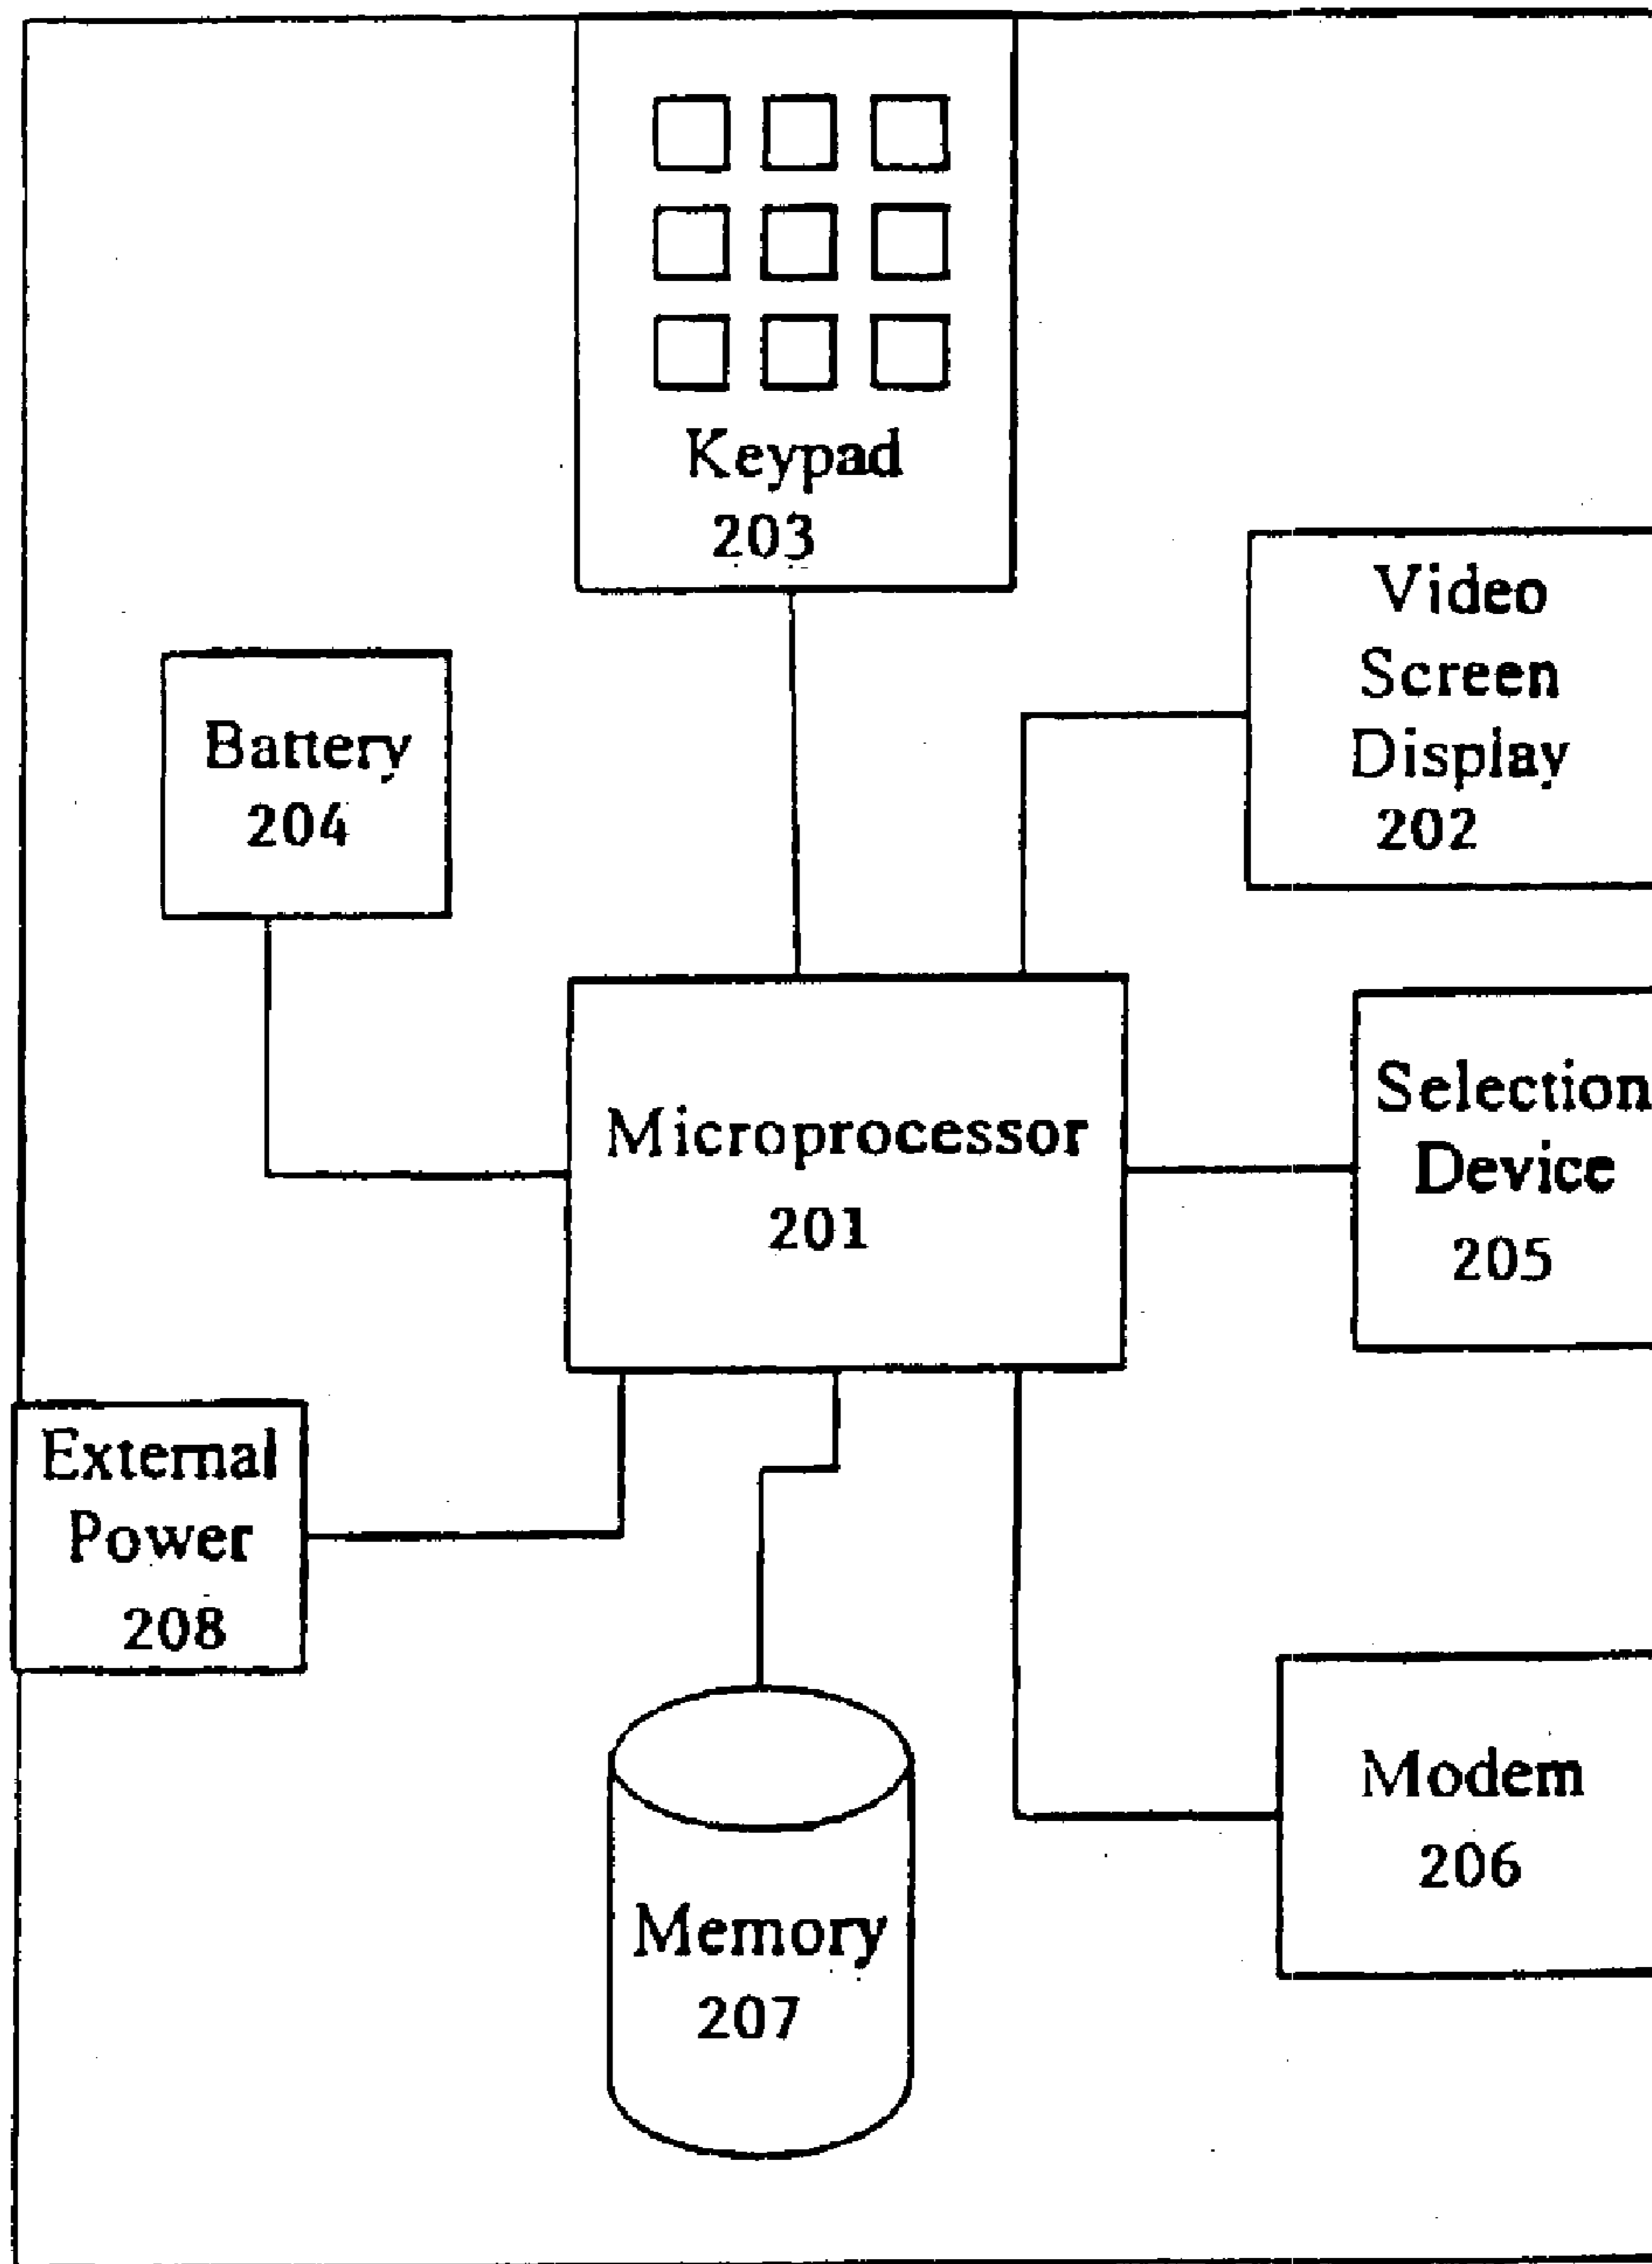 Keypad
203
Video
Screen
Display
202
Battery
204
Microprocessor
201
Selection
Device
205
External
Power
208
Modem
206
Memory
207